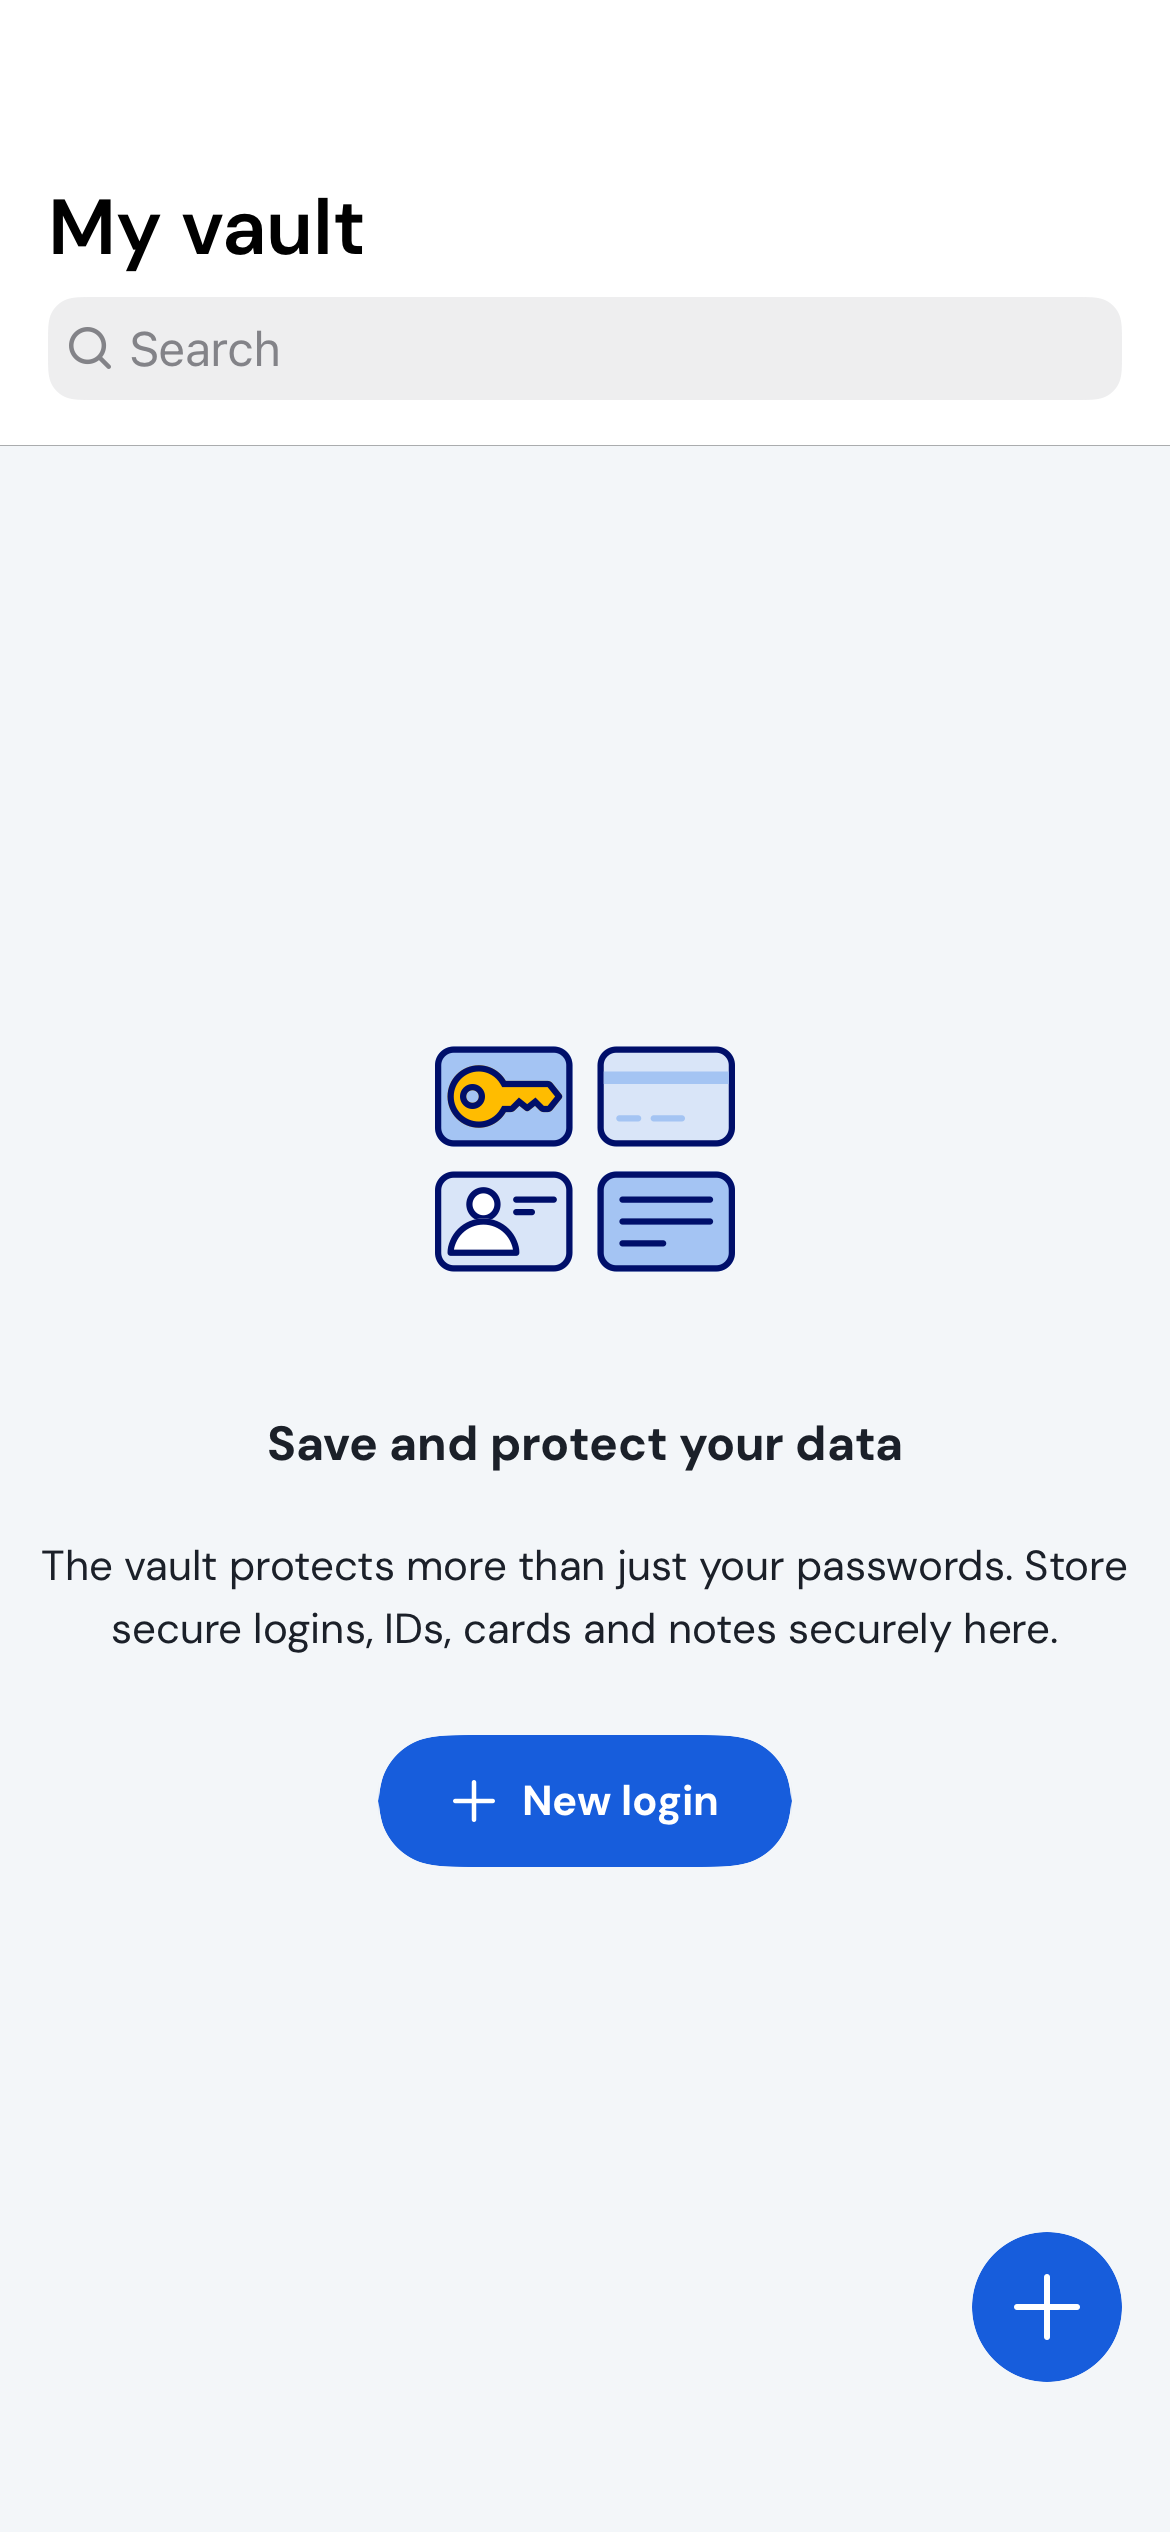 My vault
Search
Save and protect your data
The vault protects more than just your passwords. Store
secure logins, IDs, cards and notes securely here.
New login